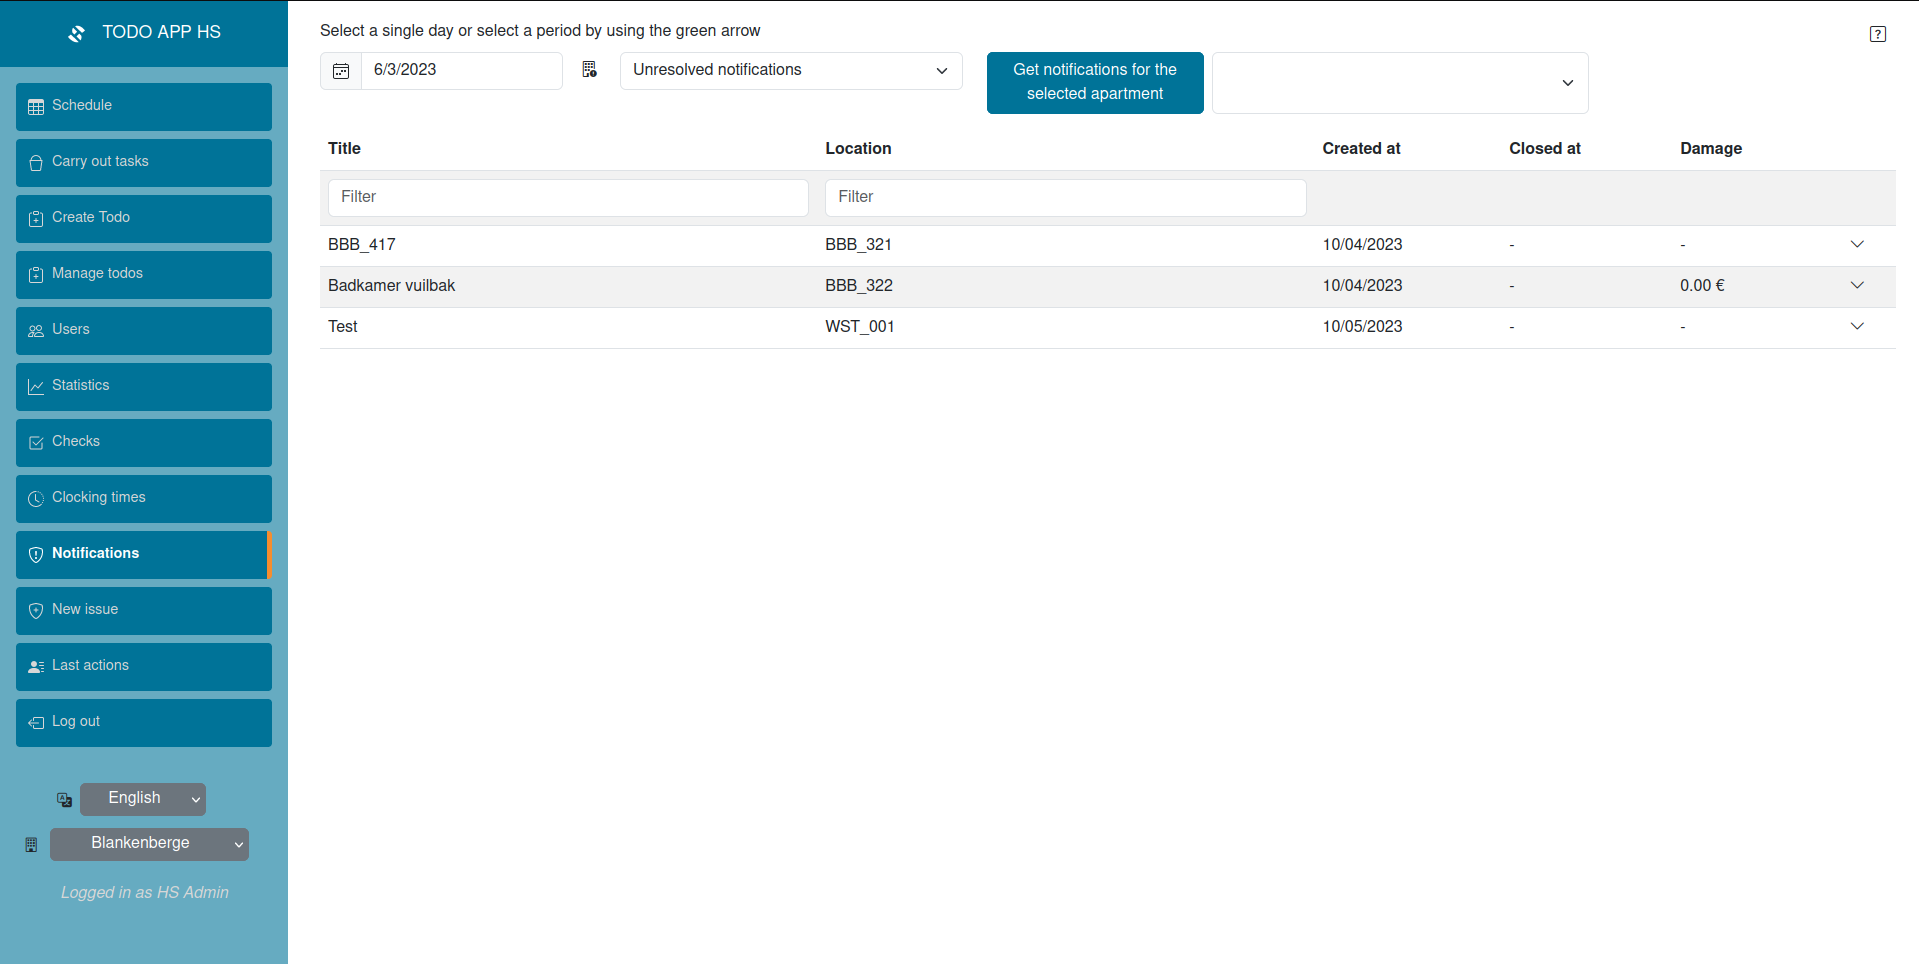 TODO APP HS
Schedule
Carry out tasks
Create Todo
Manage todos
Users
Statistics
Checks
Clocking times
Notifications
New issue
Last actions
Log out
English
Blankenberge
Logged in as HS Admin
Select a single day or select a period by using the green arrow
?
6/3/2023
Unresolved notifications
Get notifications for the
selected apartment
Title Location Created at Closed at Damage
Filter Filter
BBB_417 BBB_321 10/04/2023 - -
Badkamer vuilbak BBB_322 10/04/2023 - 0.00 €
Test WST_001 10/05/2023 - -